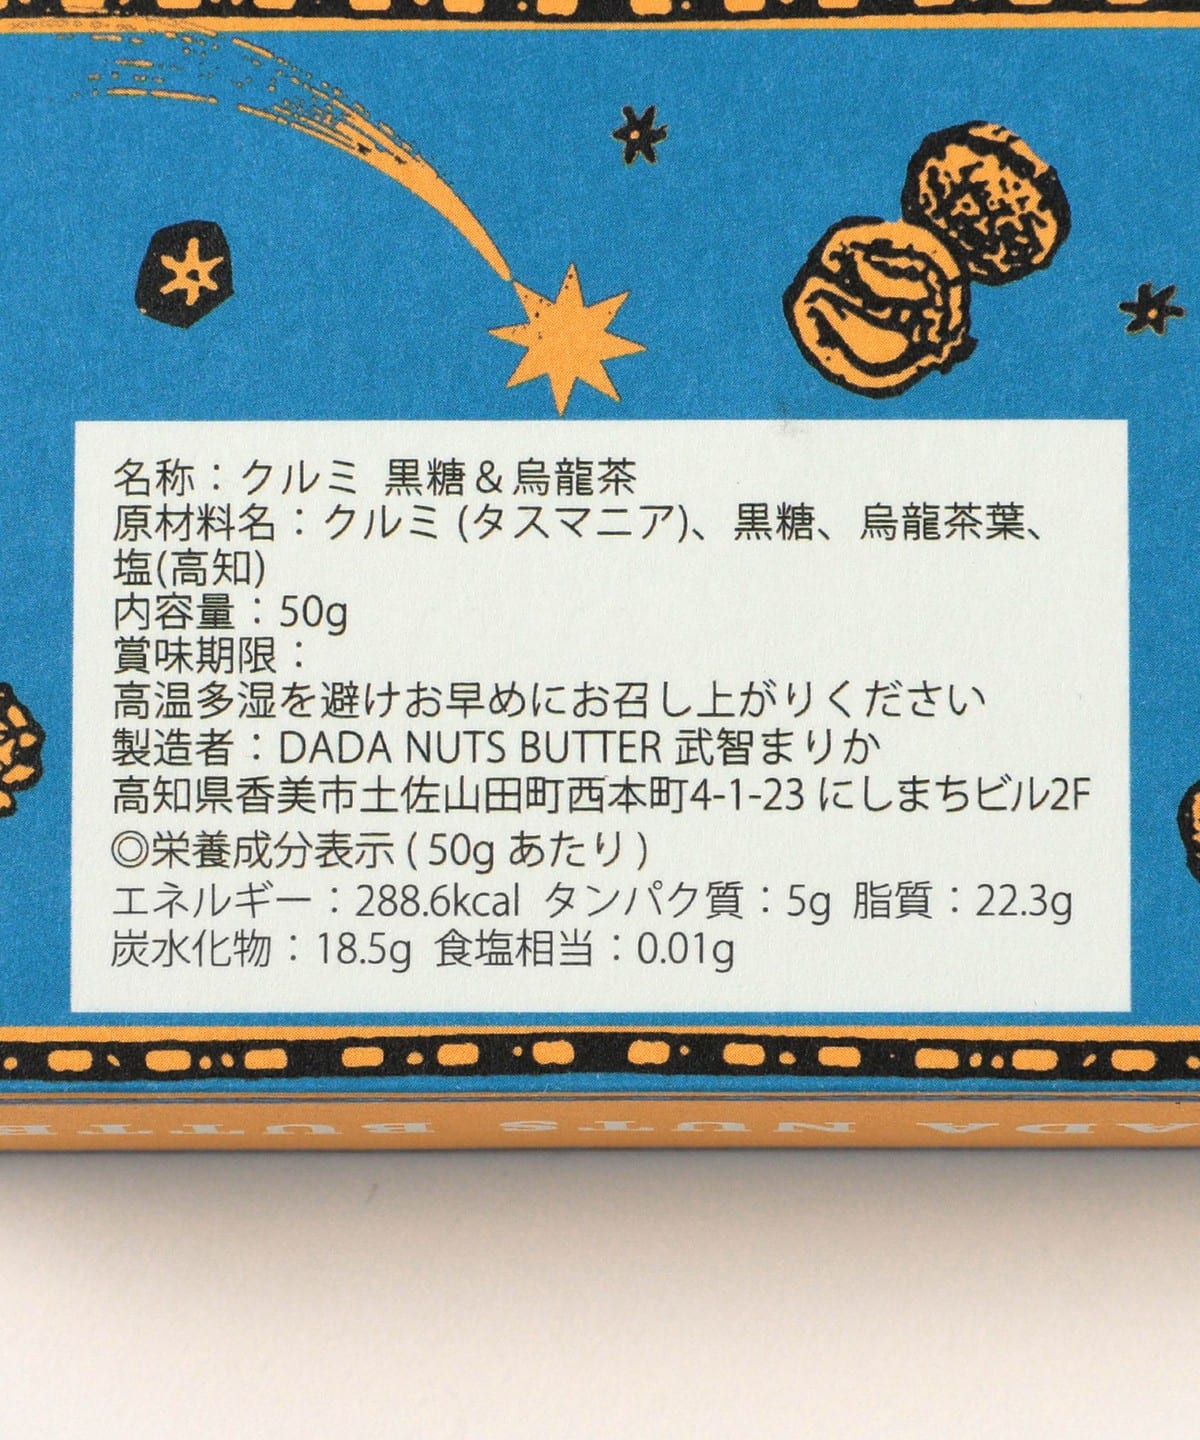 名称：クルミ 黒糖＆烏龍茶
原材料名：クルミ(タスマニア)、黒糖、烏龍茶葉、
塩(高知)
内容量：50g
賞味期限：
高温多湿を避けお早めにお召し上がりください
製造者：DADA NUTS BUTTER 武智まりか
高知県香美市土佐山田町西本町4-1-23 にしまちビル2F
◎栄養成分表示 ( 50g あたり )
エネルギー：288.6kcal タンパク質：5g 脂質：22.3g
炭水化物：18.5g 食塩相当：0.01g
ADA NUTS BUTTE